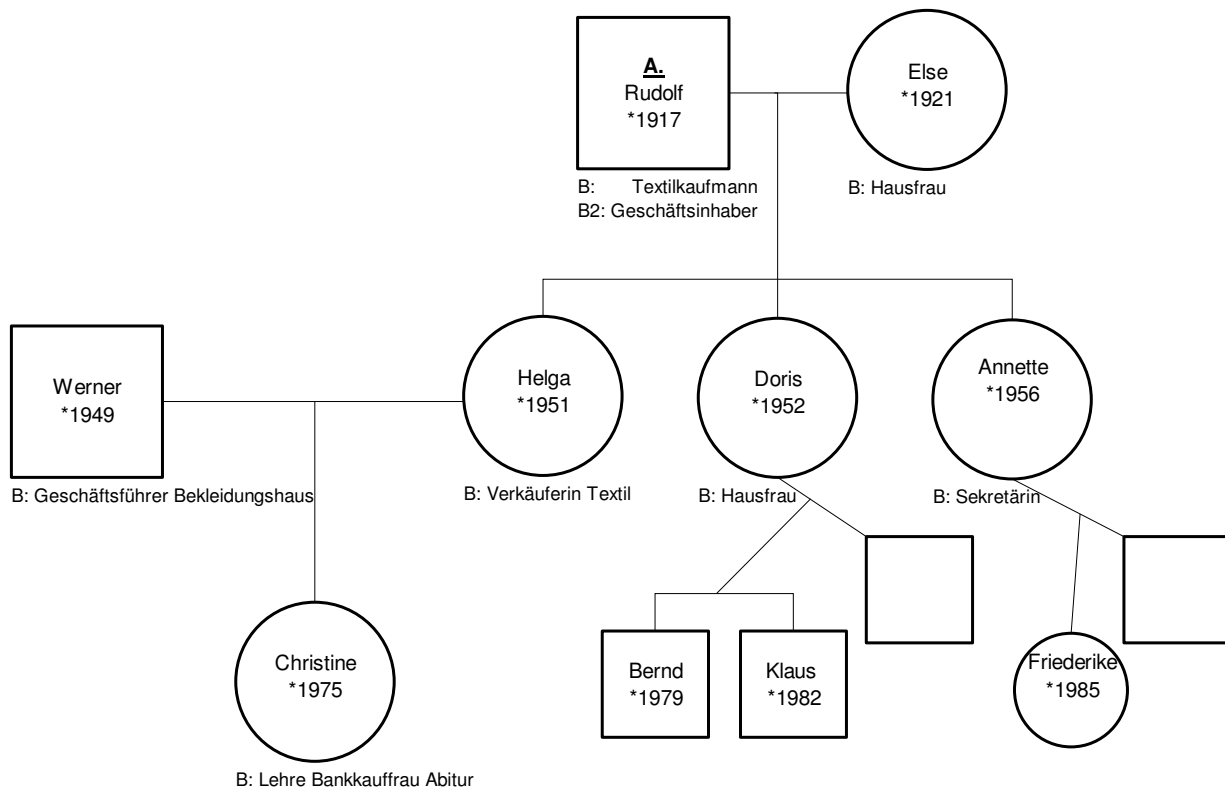 A.
Rudolf
*1917
Else
*1921
B: Textilkaufmann
B2: Geschäftsinhaber
B: Hausfrau
Werner
*1949
Helga
*1951
Doris
*1952
Annette
*1956
B: Geschäftsführer Bekleidungshaus
B: Verkäuferin Textil
B: Hausfrau
B: Sekretärin
Christine
*1975
Bernd
*1979
Klaus
*1982
Friederike
*1985
B: Lehre Bankkauffrau Abitur